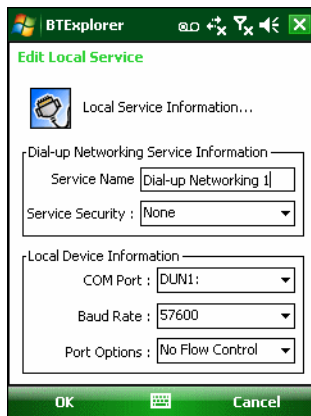 BTExplorer
Edit Local Service
Local Service Information...
Dial-up Networking Service Information
Service Name Dial-up Networking 1
Service Security : None
Local Device Information
COM Port : DUN1:
Baud Rate : 57600
Port Options : No Flow Control
OK Cancel